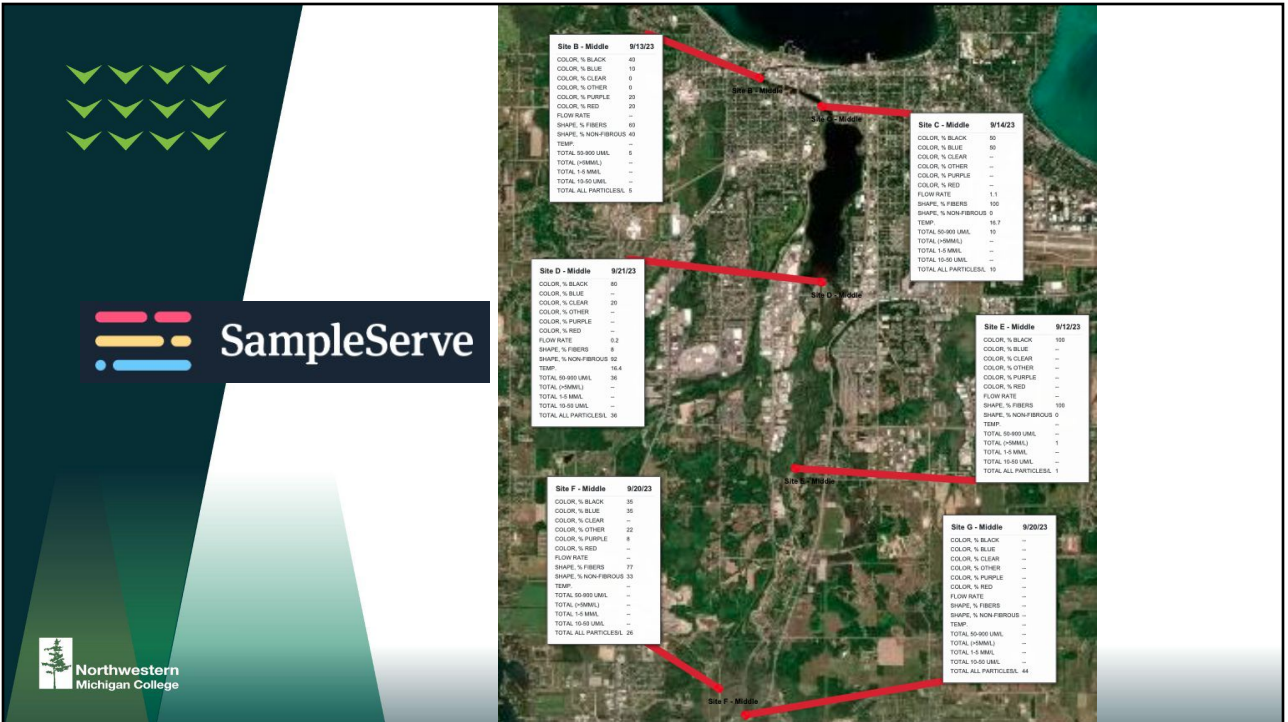 Site B - Middle 9/13/23
COLOR, % BLACK 40
COLOR, % BLUE 10
COLOR, % CLEAR 0
COLOR, % OTHER 0
COLOR, % PURPLE 20
COLOR, % RED 20
FLOW RATE --
SHAPE, % FIBERS 60
SHAPE, % NON-FIBROUS 40
TEMP. --
TOTAL 50-900 UM/L 5
TOTAL (>5MM/L) --
TOTAL 1-5 MM/L --
TOTAL 10-50 UM/L --
TOTAL ALL PARTICLES/L 5
Site B - Middle
Site C - Middle
Site C - Middle 9/14/23
COLOR, % BLACK 50
COLOR, % BLUE 50
COLOR, % CLEAR --
COLOR, % OTHER --
COLOR, % PURPLE --
COLOR, % RED --
FLOW RATE 1.1
SHAPE, % FIBERS 100
SHAPE, % NON-FIBROUS 0
TEMP. 16.7
TOTAL 50-900 UM/L 10
TOTAL (>5MM/L) --
TOTAL 1-5 MM/L --
TOTAL 10-50 UM/L --
TOTAL ALL PARTICLES/L 10
SampleServe
Site D - Middle 9/21/23
COLOR, % BLACK 80
COLOR, % BLUE --
COLOR, % CLEAR 20
COLOR, % OTHER --
COLOR, % PURPLE --
COLOR, % RED --
FLOW RATE 0.2
SHAPE, % FIBERS 8
SHAPE, % NON-FIBROUS 92
TEMP. 16.4
TOTAL 50-900 UM/L 36
TOTAL (>5MM/L) --
TOTAL 1-5 MM/L --
TOTAL 10-50 UM/L --
TOTAL ALL PARTICLES/L 36
Site D - Middle
Site E - Middle 9/12/23
COLOR, % BLACK 100
COLOR, % BLUE --
COLOR, % CLEAR --
COLOR, % OTHER --
COLOR, % PURPLE --
COLOR, % RED --
FLOW RATE --
SHAPE, % FIBERS 100
SHAPE, % NON-FIBROUS 0
TEMP. --
TOTAL 50-900 UM/L --
TOTAL (>5MM/L) 1
TOTAL 1-5 MM/L --
TOTAL 10-50 UM/L --
TOTAL ALL PARTICLES/L 1
Site E - Middle
Site F - Middle 9/20/23
COLOR, % BLACK 35
COLOR, % BLUE 35
COLOR, % CLEAR --
COLOR, % OTHER 22
COLOR, % PURPLE 8
COLOR, % RED --
FLOW RATE --
SHAPE, % FIBERS 77
SHAPE, % NON-FIBROUS 33
TEMP. --
TOTAL 50-900 UM/L --
TOTAL (>5MM/L) --
TOTAL 1-5 MM/L --
TOTAL 10-50 UM/L --
TOTAL ALL PARTICLES/L 26
Site F - Middle
Site G - Middle 9/20/23
COLOR, % BLACK --
COLOR, % BLUE --
COLOR, % CLEAR --
COLOR, % OTHER --
COLOR, % PURPLE --
COLOR, % RED --
FLOW RATE --
SHAPE, % FIBERS --
SHAPE, % NON-FIBROUS --
TEMP. --
TOTAL 50-900 UM/L --
TOTAL (>5MM/L) --
TOTAL 1-5 MM/L --
TOTAL 10-50 UM/L --
TOTAL ALL PARTICLES/L 44
Northwestern
Michigan College